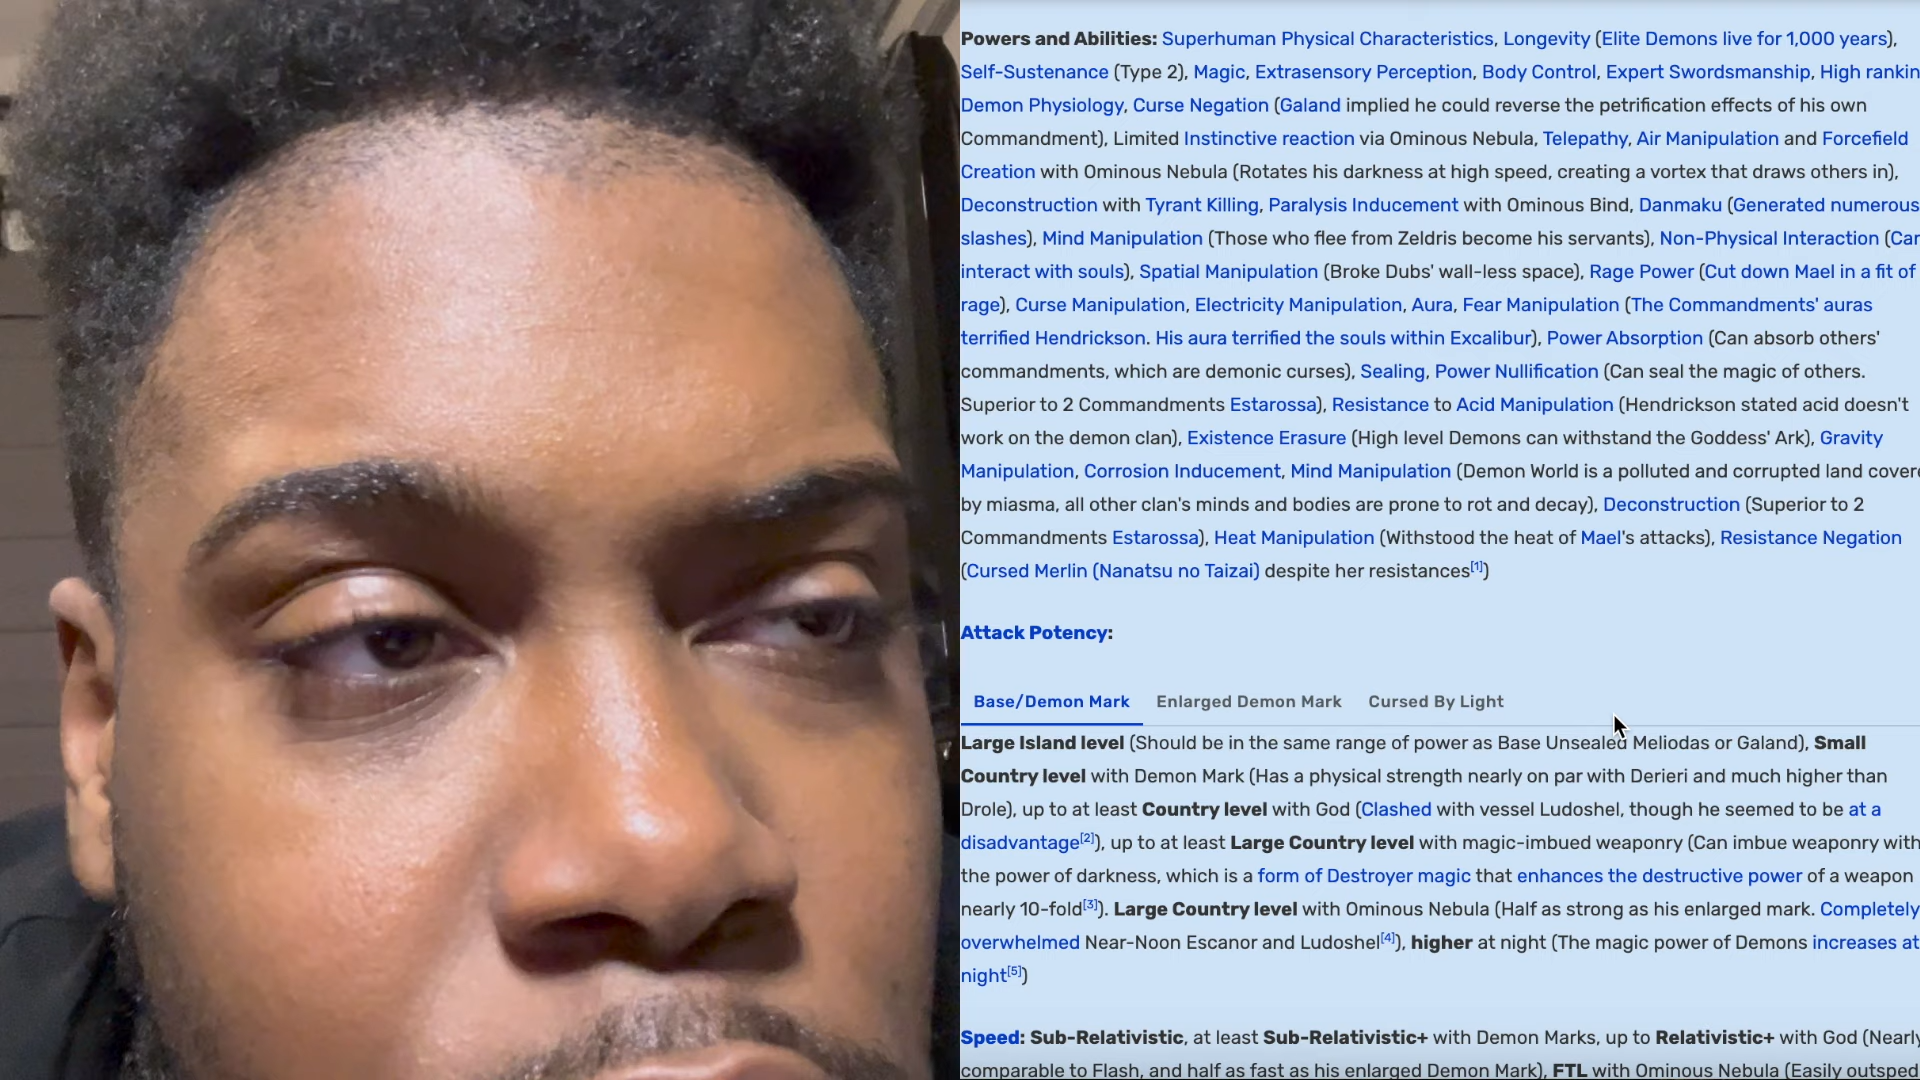 Powers and Abilities: Superhuman Physical Characteristics, Longevity (Elite Demons live for 1,000 years),
Self-Sustenance (Type 2), Magic, Extrasensory Perception, Body Control, Expert Swordsmanship, High rankin
Demon Physiology, Curse Negation (Galand implied he could reverse the petrification effects of his own
Commandment), Limited Instinctive reaction via Ominous Nebula, Telepathy, Air Manipulation and Forcefield
Creation with Ominous Nebula (Rotates his darkness at high speed, creating a vortex that draws others in),
Deconstruction with Tyrant Killing, Paralysis Inducement with Ominous Bind, Danmaku (Generated numerous
slashes), Mind Manipulation (Those who flee from Zeldris become his servants), Non-Physical Interaction (Can
interact with souls), Spatial Manipulation (Broke Dubs' wall-less space), Rage Power (Cut down Mael in a fit of
rage), Curse Manipulation, Electricity Manipulation, Aura, Fear Manipulation (The Commandments' auras
terrified Hendrickson. His aura terrified the souls within Excalibur), Power Absorption (Can absorb others'
commandments, which are demonic curses), Sealing, Power Nullification (Can seal the magic of others.
Superior to 2 Commandments Estarossa), Resistance to Acid Manipulation (Hendrickson stated acid doesn't
work on the demon clan), Existence Erasure (High level Demons can withstand the Goddess' Ark), Gravity
Manipulation, Corrosion Inducement, Mind Manipulation (Demon World is a polluted and corrupted land covere
by miasma, all other clan's minds and bodies are prone to rot and decay), Deconstruction (Superior to 2
Commandments Estarossa), Heat Manipulation (Withstood the heat of Mael's attacks), Resistance Negation
(Cursed Merlin (Nanatsu no Taizai) despite her resistances[1])
Attack Potency:
Base/Demon Mark Enlarged Demon Mark Cursed By Light
Large Island level (Should be in the same range of power as Base Unsealed Meliodas or Galand), Small
Country level with Demon Mark (Has a physical strength nearly on par with Derieri and much higher than
Drole), up to at least Country level with God (Clashed with vessel Ludoshel, though he seemed to be at a
disadvantage[2]), up to at least Large Country level with magic-imbued weaponry (Can imbue weaponry with
the power of darkness, which is a form of Destroyer magic that enhances the destructive power of a weapon
nearly 10-fold[3]). Large Country level with Ominous Nebula (Half as strong as his enlarged mark. Completely
overwhelmed Near-Noon Escanor and Ludoshel[4]), higher at night (The magic power of Demons increases at
night[5])
Speed: Sub-Relativistic, at least Sub-Relativistic+ with Demon Marks, up to Relativistic+ with God (Nearly
comparable to Flash, and half as fast as his enlarged Demon Mark), FTL with Ominous Nebula (Easily outsped